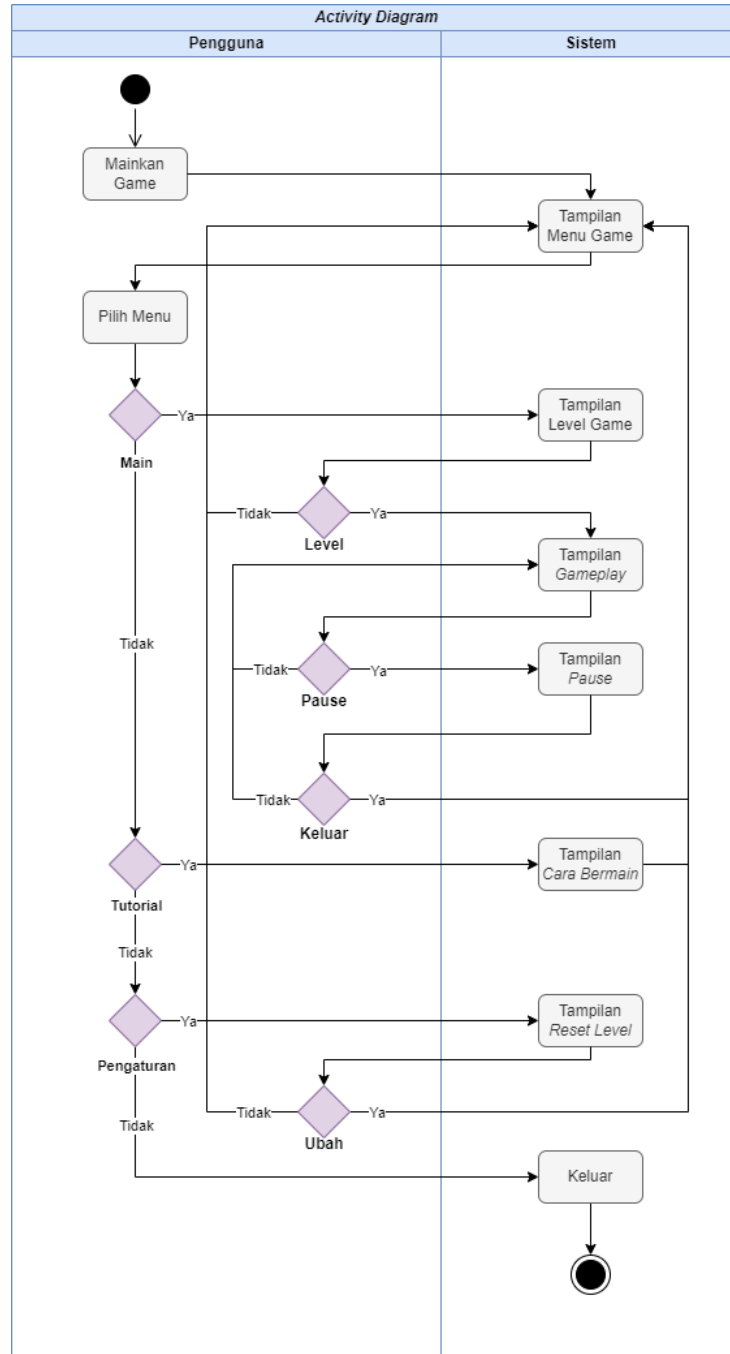 Activity Diagram
Pengguna
Sistem
Mainkan
Game
Tampilan
Menu Game
Pilih Menu
Ya
Tampilan
Level Game
Main
Tidak
Ya
Level
Tampilan
Gameplay
Tidak
Tidak
Ya
Tampilan
Pause
Pause
Tidak
Ya
Keluar
Ya
Tampilan
Cara Bermain
Tutorial
Tidak
Ya
Tampilan
Reset Level
Pengaturan
Tidak
Ya
Tidak
Ubah
Keluar